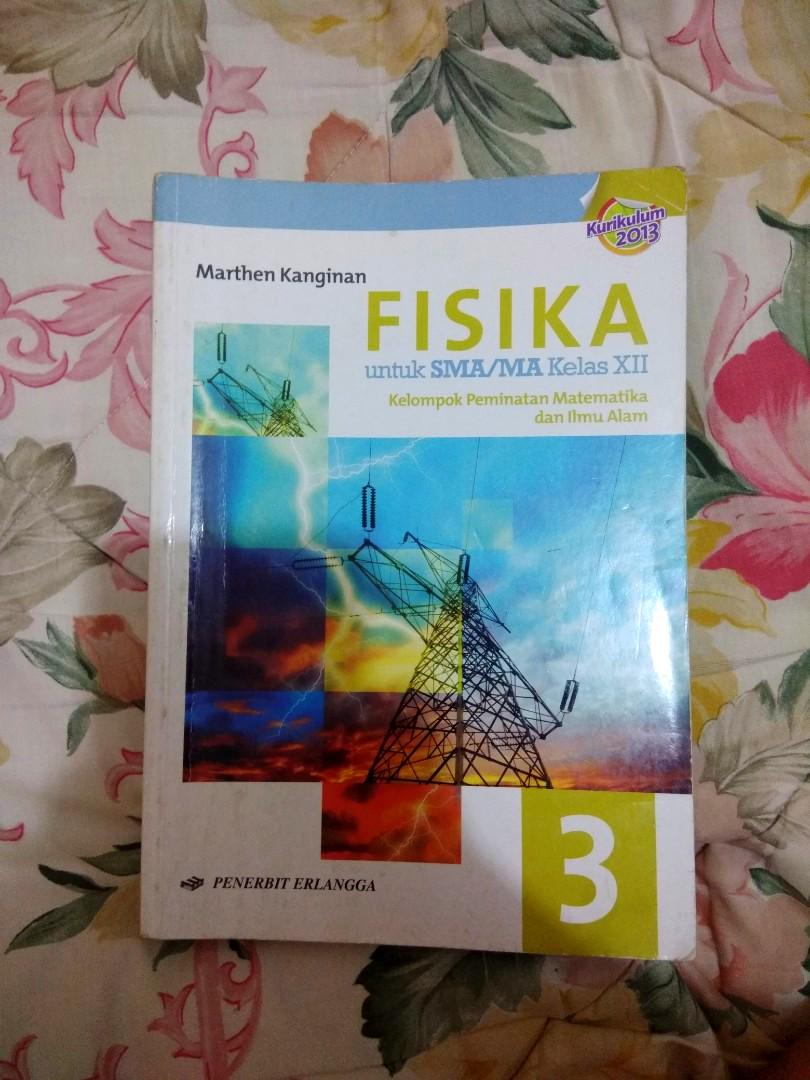 Kurikulum
2013
Marthen Kanginan
FISIKA
untuk SMA/MA Kelas XII
Kelompok Peminatan Matematika
dan Ilmu Alam
3
PENERBIT ERLANGGA